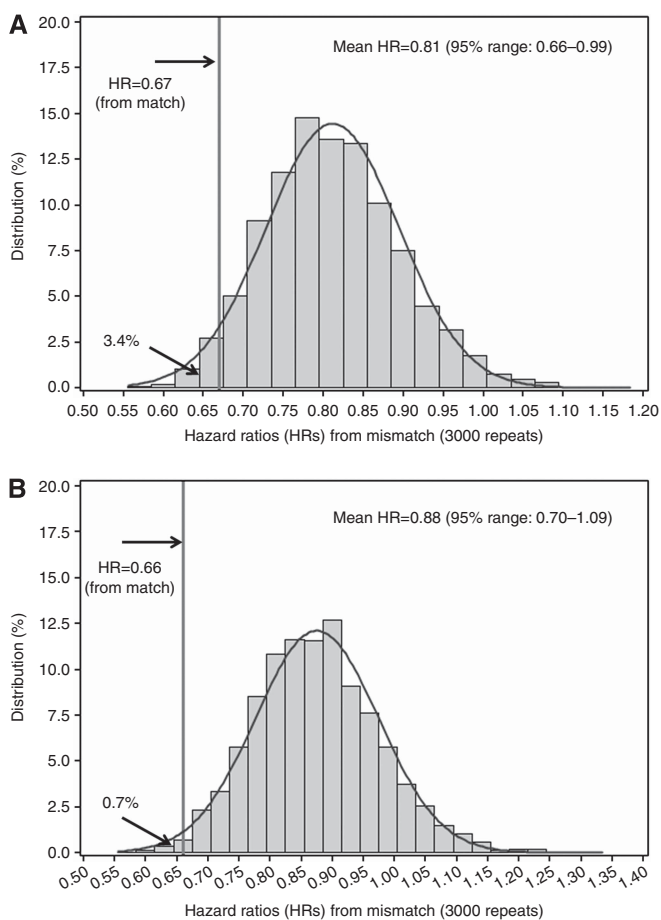 A
20.0
Mean HR=0.81 (95% range: 0.66–0.99)
17.5
HR=0.67
(from match)
15.0
12.5
Distribution (%)
10.0
7.5
5.0
3.4%
2.5
0.0
0.50 0.55 0.60 0.65 0.70 0.75 0.80 0.85 0.90 0.95 1.00 1.05 1.10 1.15 1.20
Hazard ratios (HRs) from mismatch (3000 repeats)
B
20.0
Mean HR=0.88 (95% range: 0.70–1.09)
17.5
HR=0.66
(from match)
15.0
12.5
Distribution (%)
10.0
7.5
5.0
0.7%
2.5
0.0
0.50 0.55 0.60 0.65 0.70 0.75 0.80 0.85 0.90 0.95 1.00 1.05 1.10 1.15 1.20 1.25 1.30 1.35 1.40
Hazard ratios (HRs) from mismatch (3000 repeats)